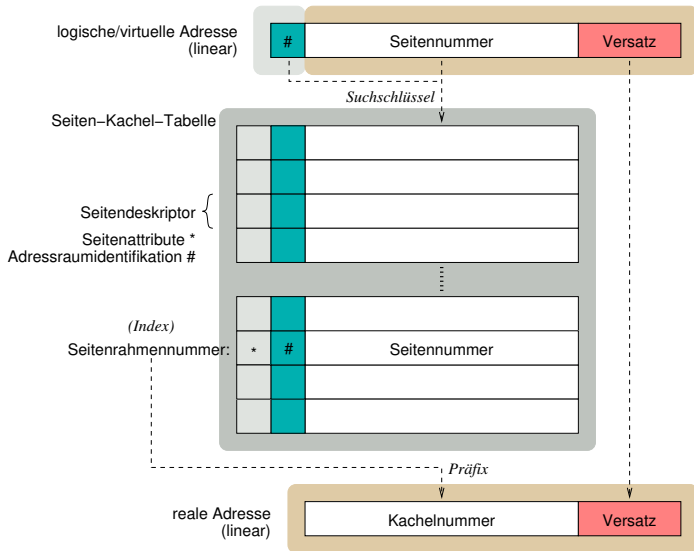 logische/virtuelle Adresse
(linear)
# Seitennummer Versatz
Suchschlüssel
Seiten−Kachel−Tabelle
Seitendeskriptor
Seitenattribute *
Adressraumidentifikation #
(Index)
Seitenrahmennummer: * # Seitennummer
Präfix
reale Adresse
(linear)
Kachelnummer Versatz